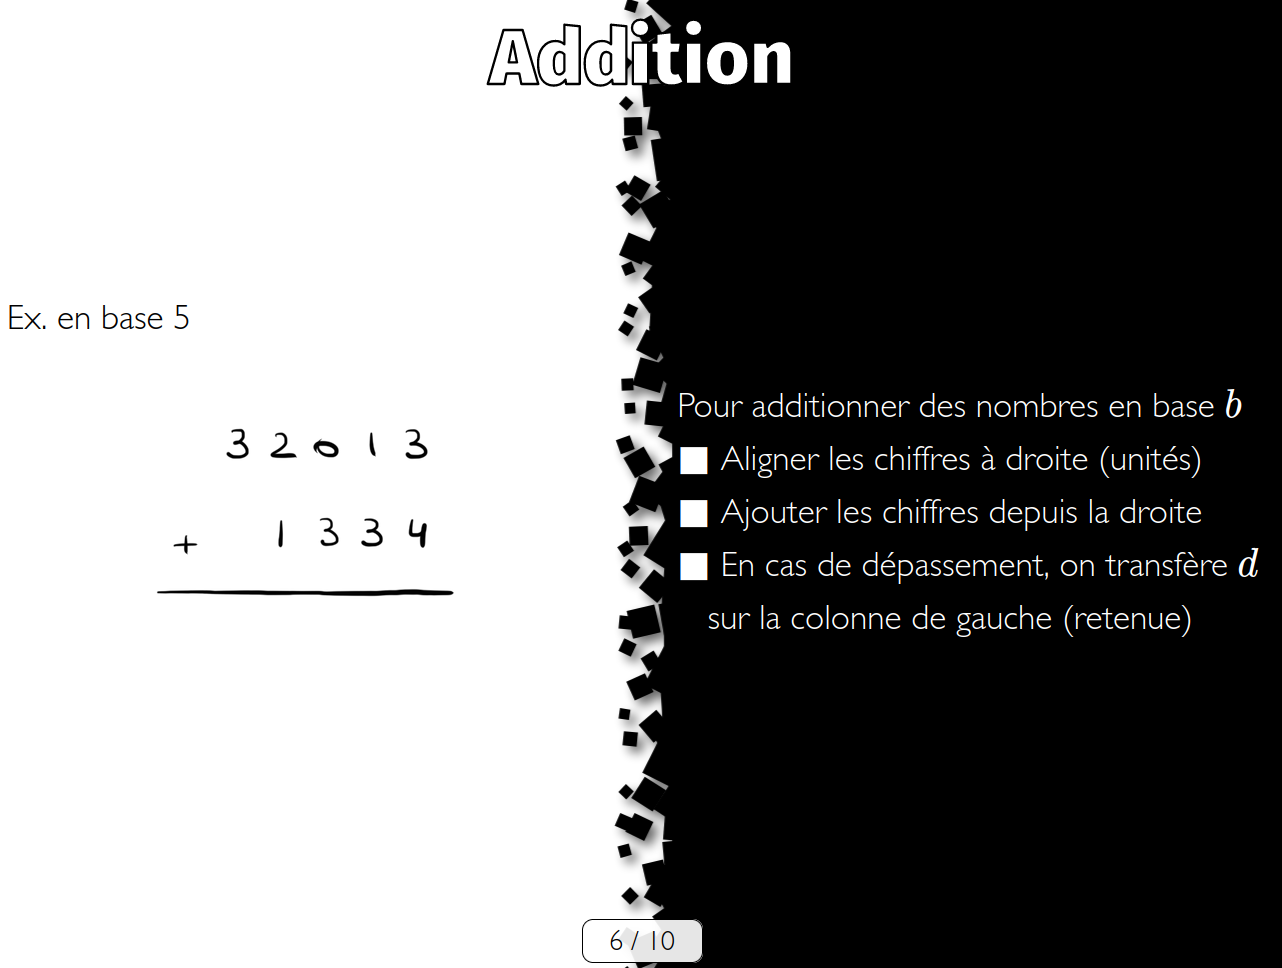 Addition
Ex. en base 5
3 2 0 1 3
+ 1 3 3 4
Pour additionner des nombres en base b
Aligner les chiffres à droite (unités)
Ajouter les chiffres depuis la droite
En cas de dépassement, on transfère d
sur la colonne de gauche (retenue)
6 / 10